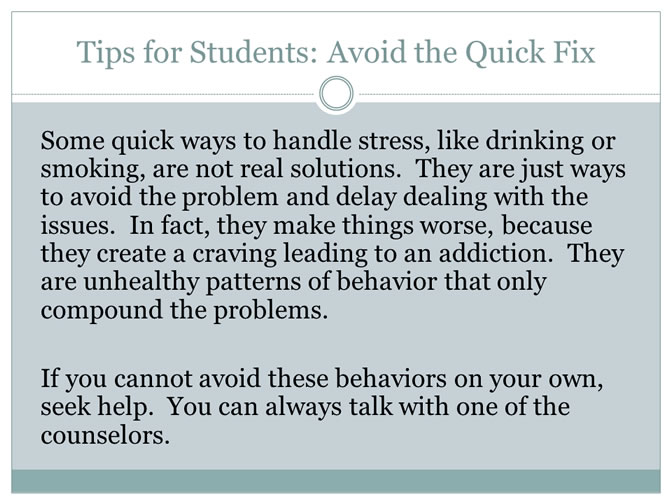 Tips for Students: Avoid the Quick Fix
Some quick ways to handle stress, like drinking or
smoking, are not real solutions.  They are just ways
to avoid the problem and delay dealing with the
issues.  In fact, they make things worse, because
they create a craving leading to an addiction.  They
are unhealthy patterns of behavior that only
compound the problems.
If you cannot avoid these behaviors on your own,
seek help.  You can always talk with one of the
counselors.